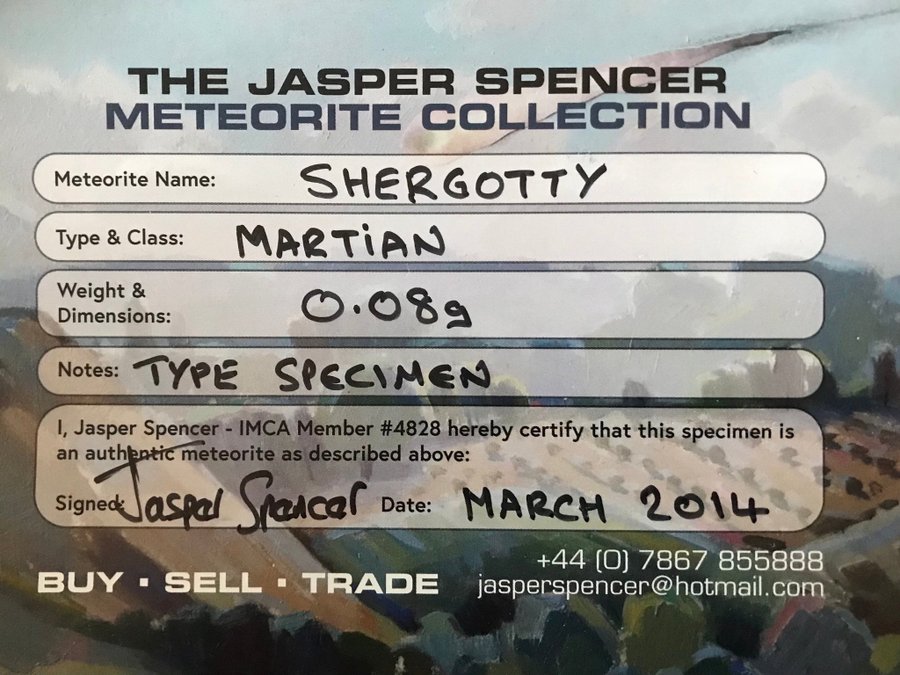 THE JASPER SPENCER
METEORITE COLLECTION
Meteorite Name: SHERGOTTY
Type & Class: MARTiAN
Weight &
Dimensions: 0.08g
Notes: TYPE SPECIMEN
I, Jasper Spencer - IMCA Member #4828 hereby certify that this specimen is
an authentic meteorite as described above:
Signed: Jasper Spencer Date: MARCH 2014
+44 (0) 7867 855888
BUY · SELL · TRADE jasperspencer@hotmail.com